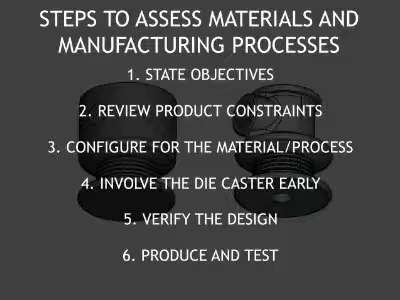 STEPS TO ASSESS MATERIALS AND
MANUFACTURING PROCESSES
1. STATE OBJECTIVES
2. REVIEW PRODUCT CONSTRAINTS
3. CONFIGURE FOR THE MATERIAL/PROCESS
4. INVOLVE THE DIE CASTER EARLY
5. VERIFY THE DESIGN
6. PRODUCE AND TEST